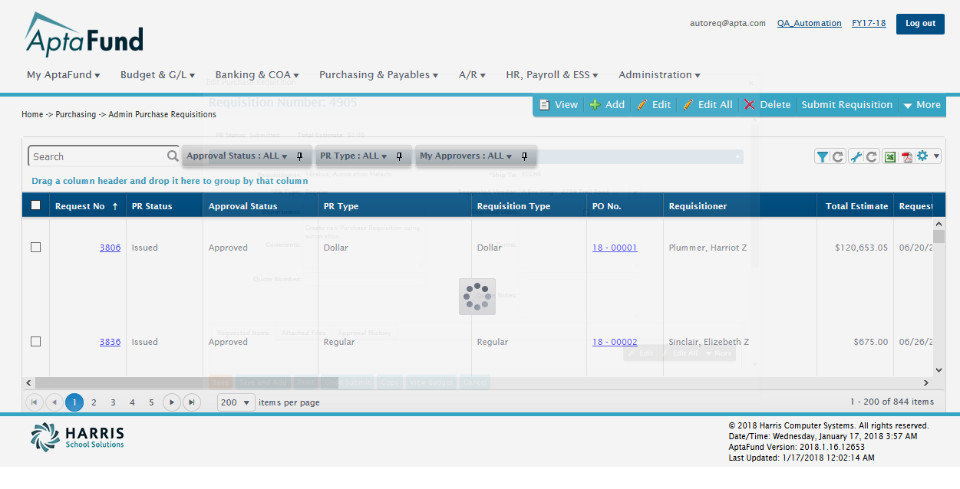 AptaFund
autoreq@apta.com QA_Automation FY17-18 Log out
My AptaFund Budget & G/L Banking & COA Purchasing & Payables A/R HR, Payroll & ESS Administration
Requisition Number: 4905
View Add Edit Edit All Delete Submit Requisition More
Home -> Purchasing -> Admin Purchase Requisitions
Search Approval Status : ALL PR Type : ALL My Approvers : ALL
Drag a column header and drop it here to group by that column
Request No ↑ PR Status Approval Status PR Type Requisition Type PO No. Requisitioner Total Estimate Request
3806 Issued Approved Dollar Dollar 18 - 00001 Plummer, Harriot Z $120,653.05 06/20/2
3836 Issued Approved Regular Regular 18 - 00002 Sinclair, Elizebeth Z $675.00 06/26/2
Edit Edit All More
1 2 3 4 5 200 items per page 1 - 200 of 844 items
HARRIS
School Solutions
© 2018 Harris Computer Systems. All rights reserved.
Date/Time: Wednesday, January 17, 2018 3:57 AM
AptaFund Version: 2018.1.16.12653
Last Updated: 1/17/2018 12:02:14 AM